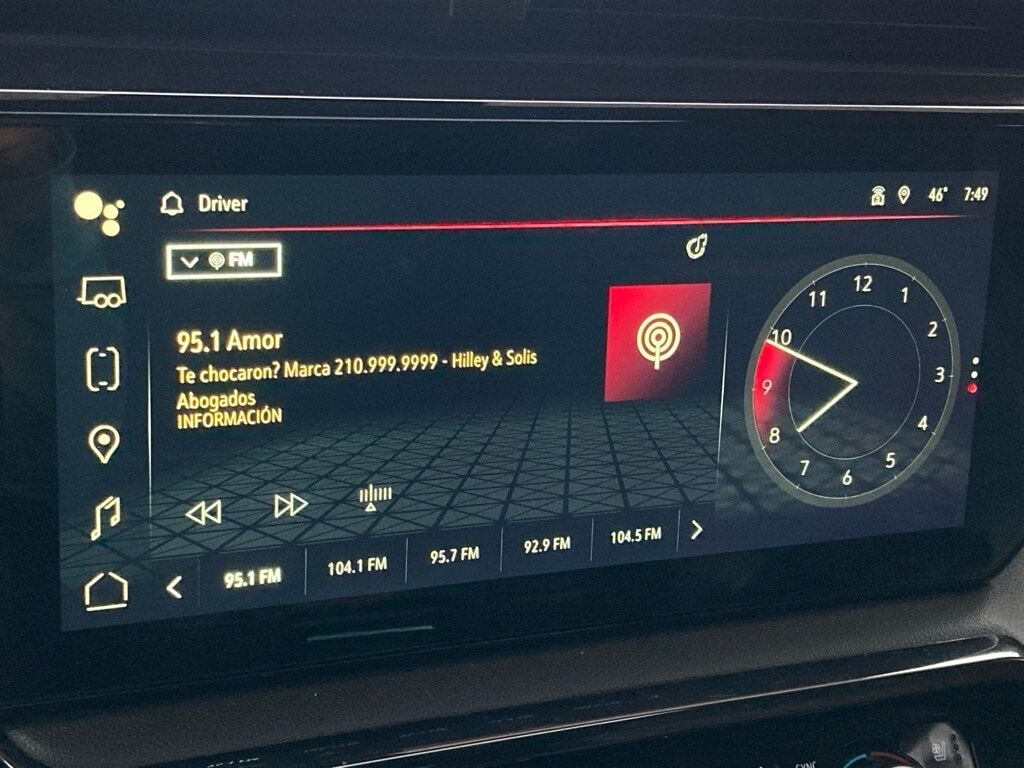 Driver
46° 7:49
FM
95.1 Amor
Te chocaron? Marca 210.999.9999 - Hilley & Solis
Abogados
INFORMACIÓN
12
1
2
3
4
5
6
7
8
9
10
11
95.1 FM
104.1 FM
95.7 FM
92.9 FM
104.5 FM
SYNC